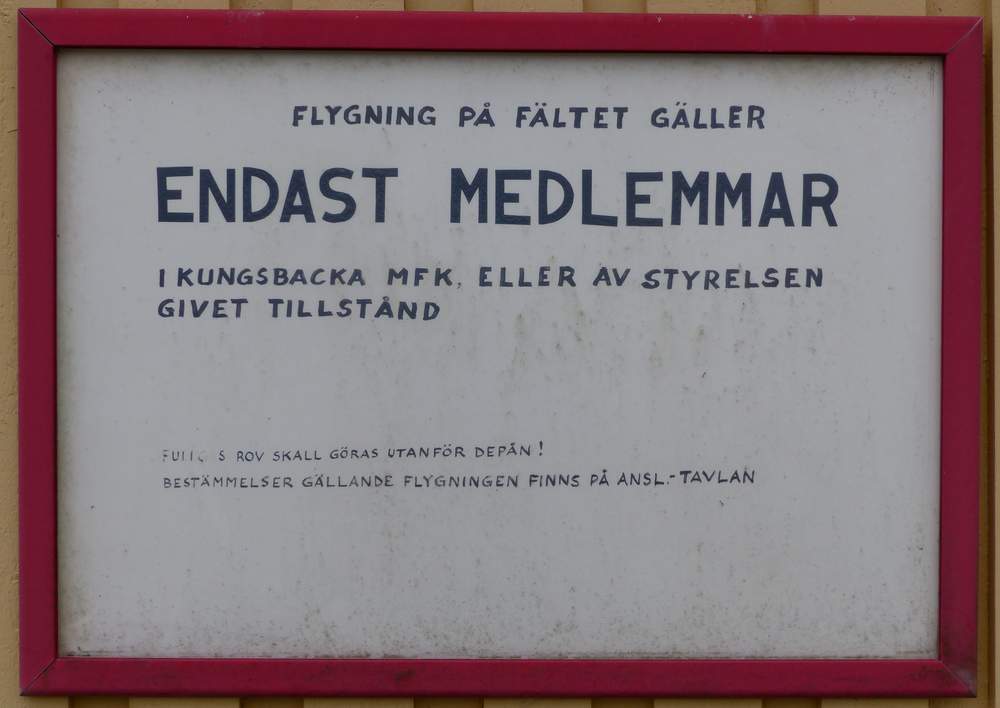 FLYGNING PÅ FÄLTET GÄLLER
ENDAST MEDLEMMAR
I KUNGSBACKA MFK, ELLER AV STYRELSEN
GIVET TILLSTÅND
SKALL GÖRAS UTANFÖR DEPÅN!
BESTÄMMELSER GÄLLANDE FLYGNINGEN FINNS PÅ ANSL.-TAVLAN